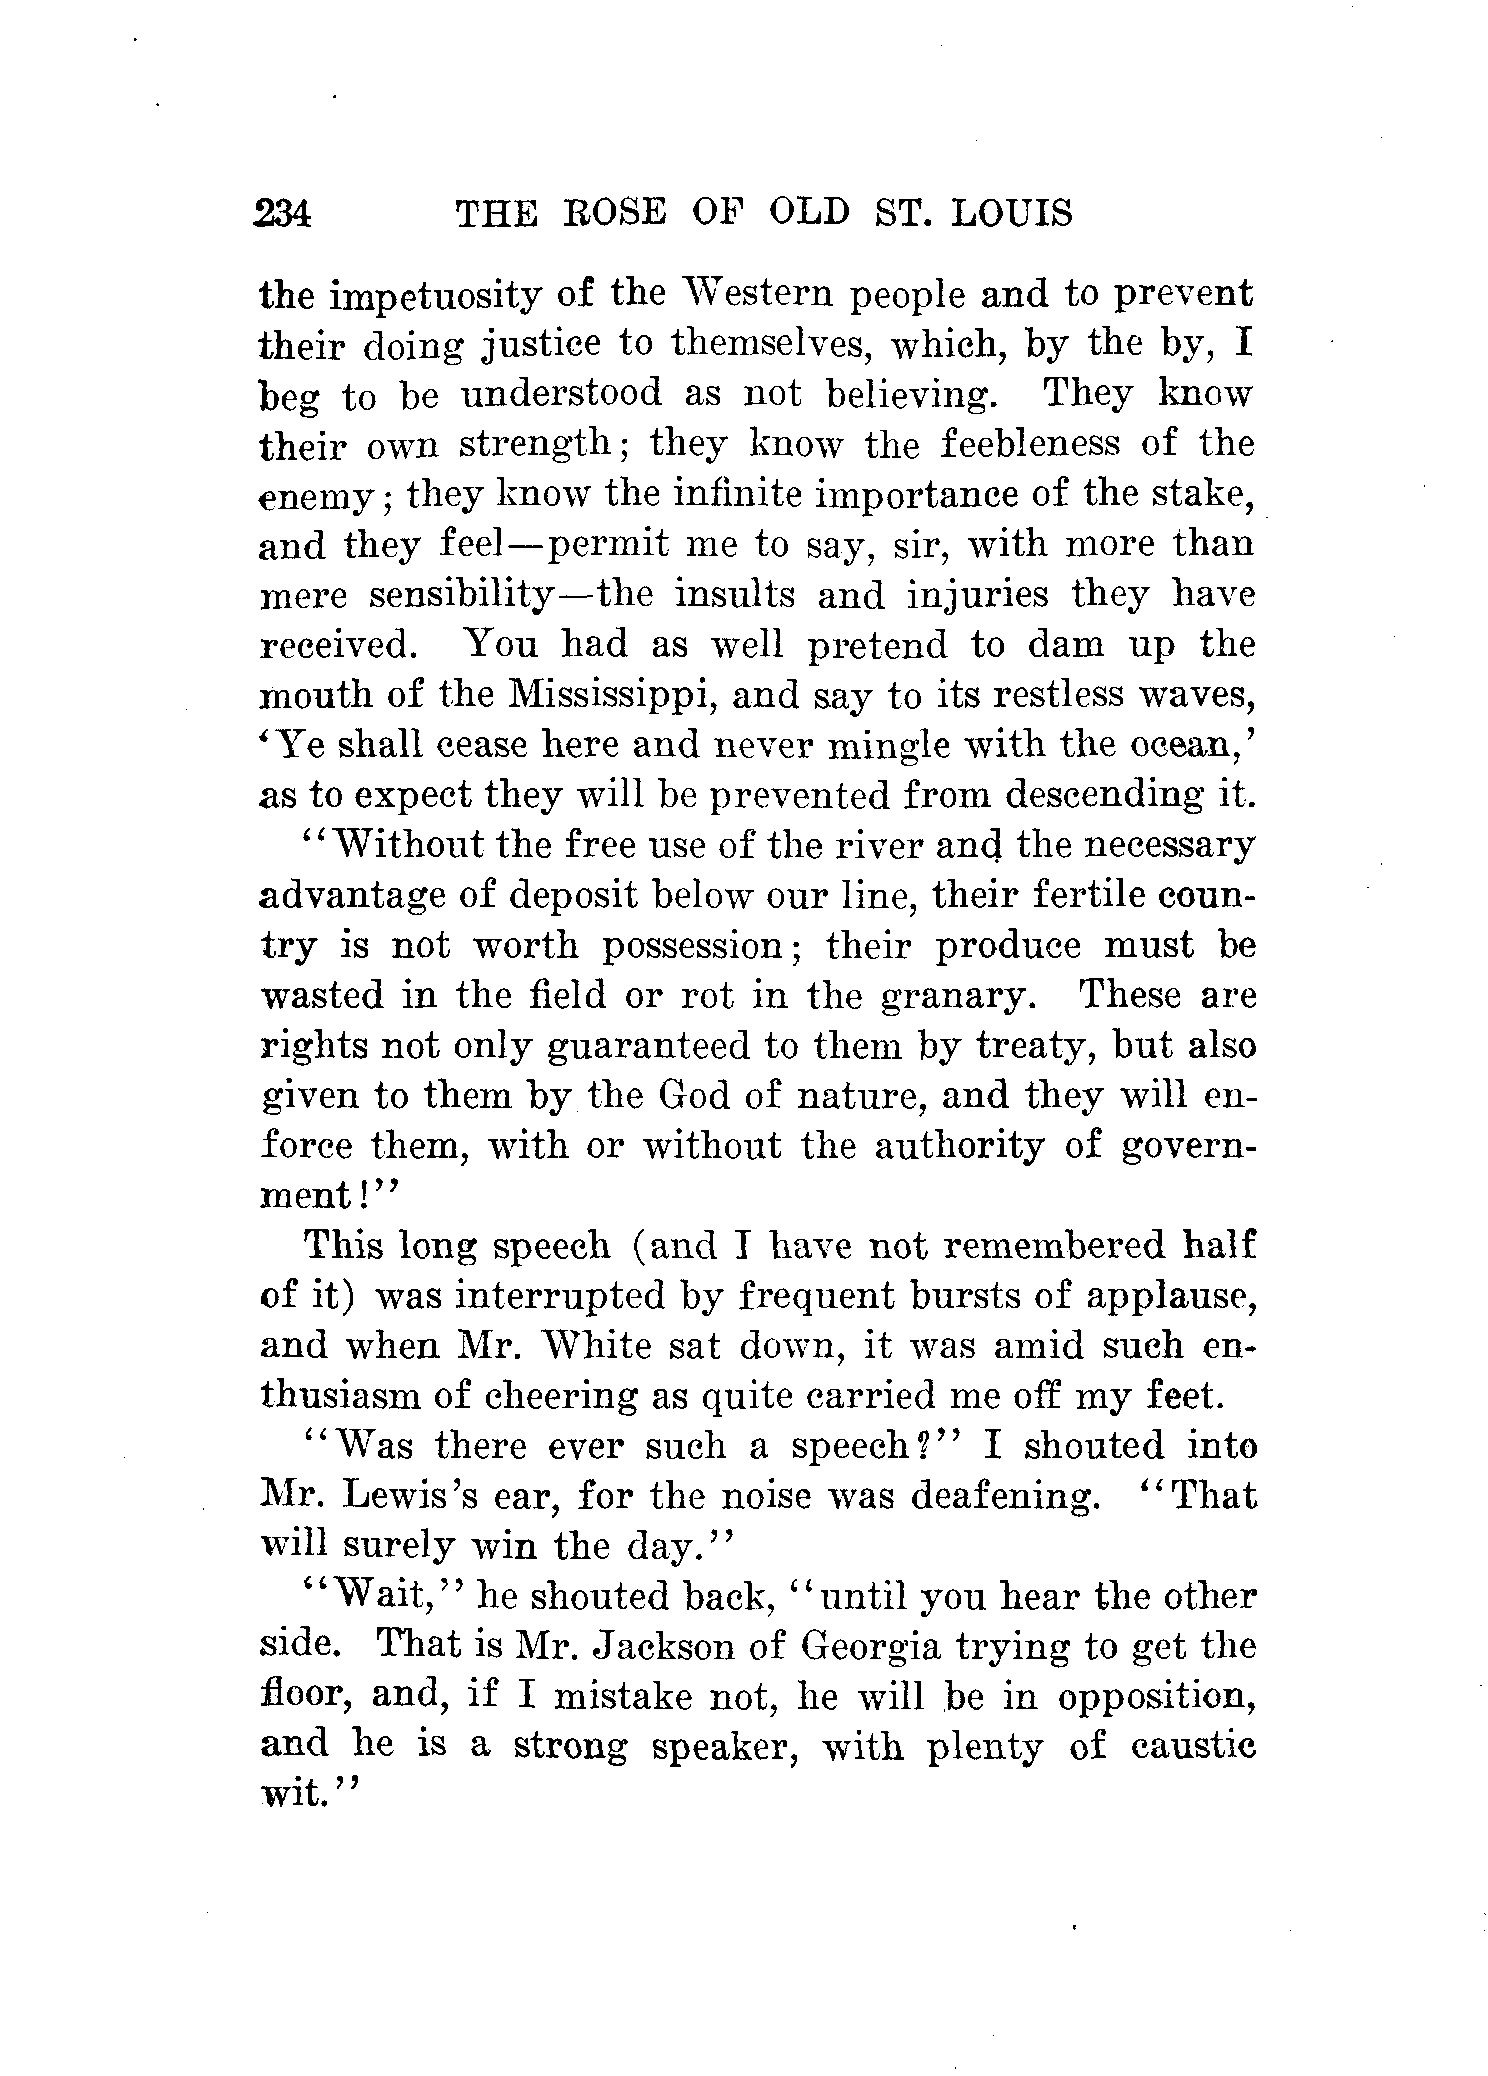 234 THE ROSE OF OLD ST. LOUIS
the impetuosity of the Western people and to prevent
their doing justice to themselves, which, by the by, I
beg to be understood as not believing. They know
their own strength; they know the feebleness of the
enemy; they know the infinite importance of the stake,
and they feel—permit me to say, sir, with more than
mere sensibility—the insults and injuries they have
received. You had as well pretend to dam up the
mouth of the Mississippi, and say to its restless waves,
'Ye shall cease here and never mingle with the ocean,'
as to expect they will be prevented from descending it.
"Without the free use of the river and the necessary
advantage of deposit below our line, their fertile coun-
try is not worth possession; their produce must be
wasted in the field or rot in the granary. These are
rights not only guaranteed to them by treaty, but also
given to them by the God of nature, and they will en-
force them, with or without the authority of govern-
ment!"
This long speech (and I have not remembered half
of it) was interrupted by frequent bursts of applause,
and when Mr. White sat down, it was amid such en-
thusiasm of cheering as quite carried me off my feet.
"Was there ever such a speech?" I shouted into
Mr. Lewis's ear, for the noise was deafening. "That
will surely win the day."
"Wait," he shouted back, "until you hear the other
side. That is Mr. Jackson of Georgia trying to get the
floor, and, if I mistake not, he will be in opposition,
and he is a strong speaker, with plenty of caustic
wit."